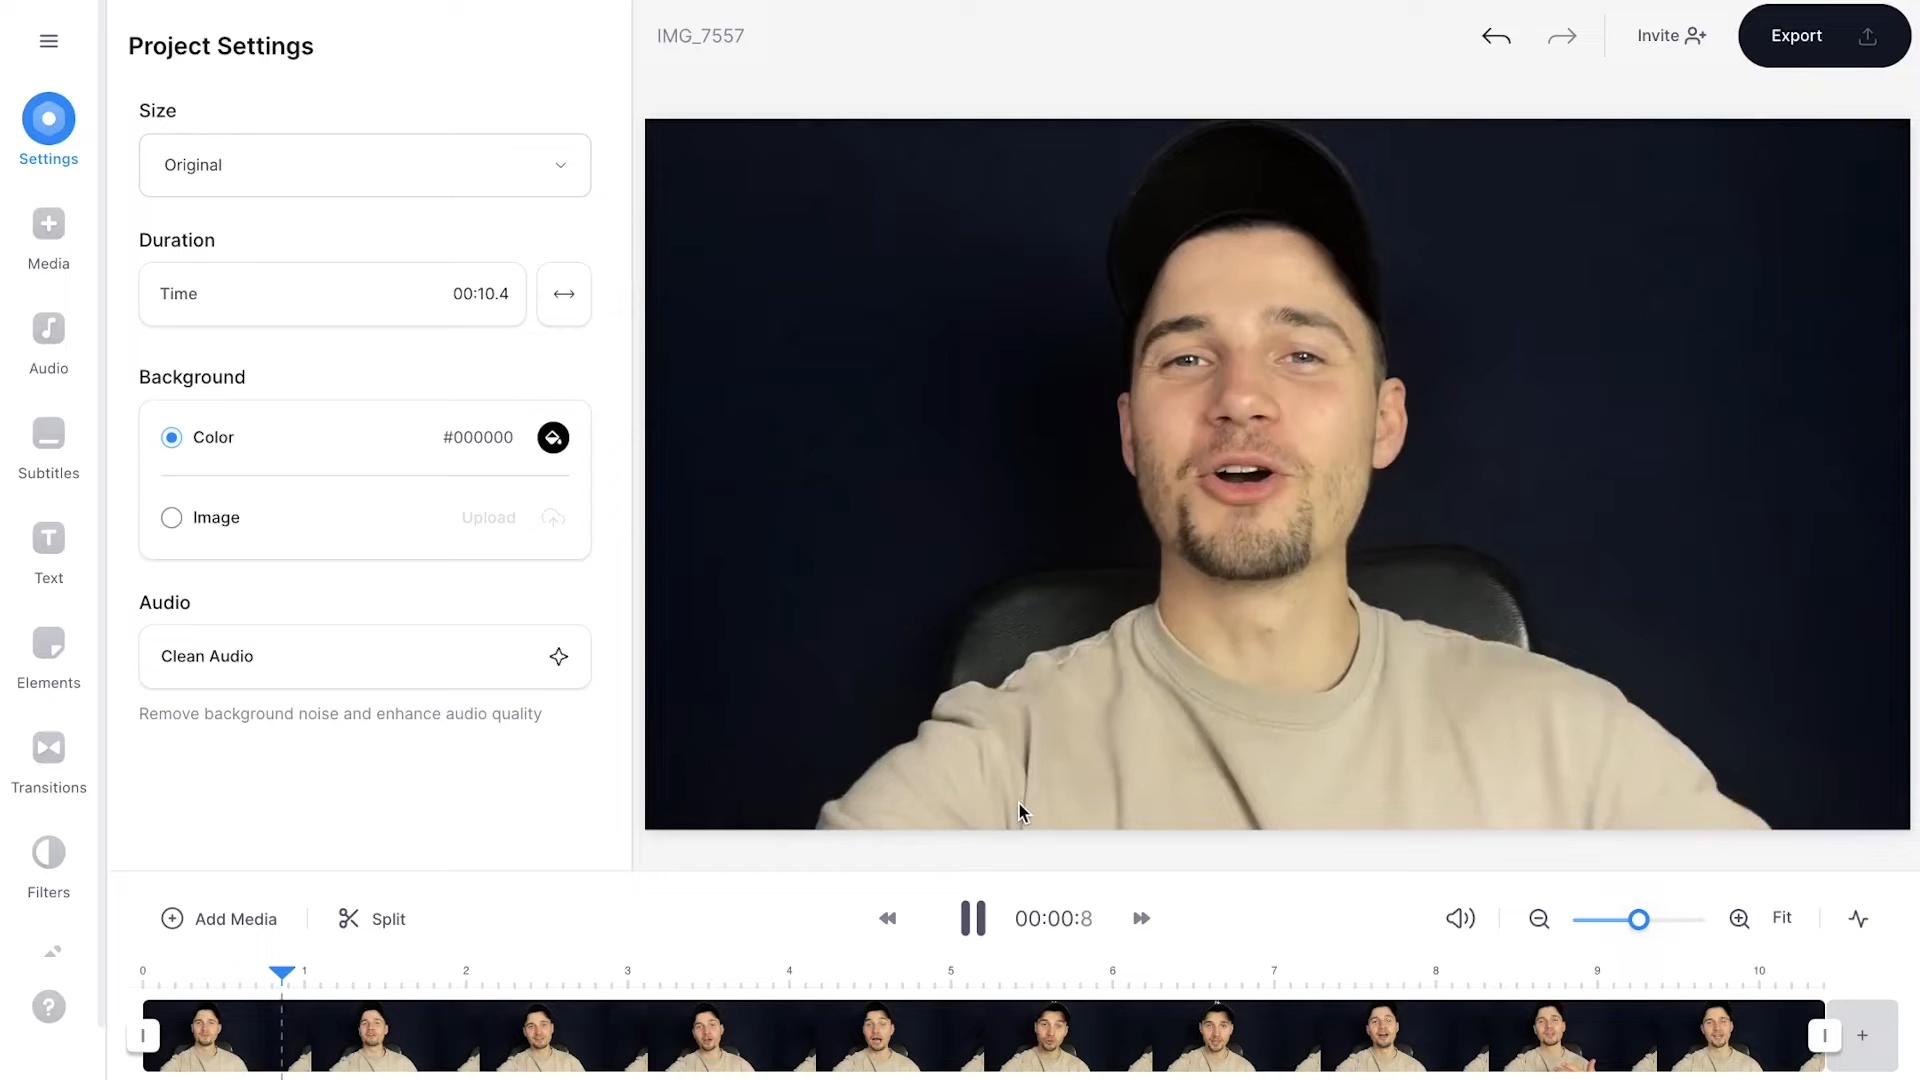 Project Settings
IMG_7557
Invite
Export
Settings
Media
Audio
Subtitles
Text
Elements
Transitions
Filters
?
Size
Original
Duration
Time 00:10.4
Background
Color #000000
Image Upload
Audio
Clean Audio
Remove background noise and enhance audio quality
Add Media
Split
00:00:8
Fit
0 1 2 3 4 5 6 7 8 9 10